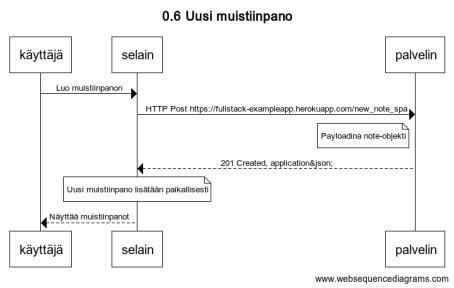 0.6 Uusi muistiinpano
käyttäjä
selain
palvelin
Luo muistiinpanon
HTTP Post https://fullstack-exampleapp.herokuapp.com/new_note_spa
Payloadina note-objekti
201 Created, application&json;
Uusi muistiinpano lisätään paikallisesti
Näyttää muistiinpanot
käyttäjä
selain
palvelin
www.websequencediagrams.com